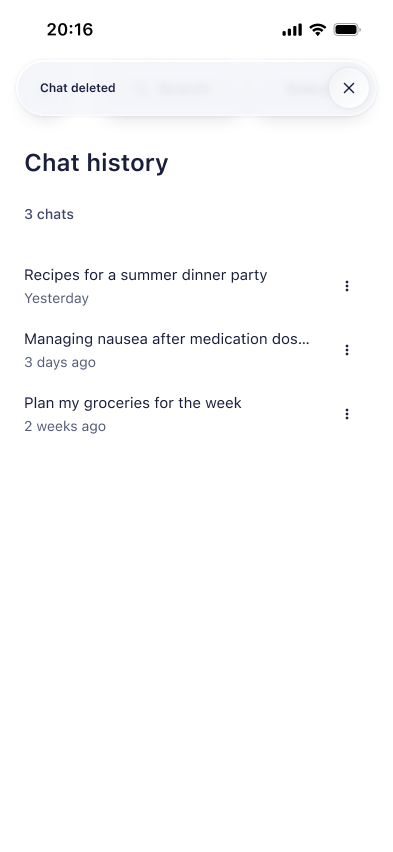 20:16
Chat deleted
Chat history
3 chats
Recipes for a summer dinner party
Yesterday
Managing nausea after medication dos...
3 days ago
Plan my groceries for the week
2 weeks ago